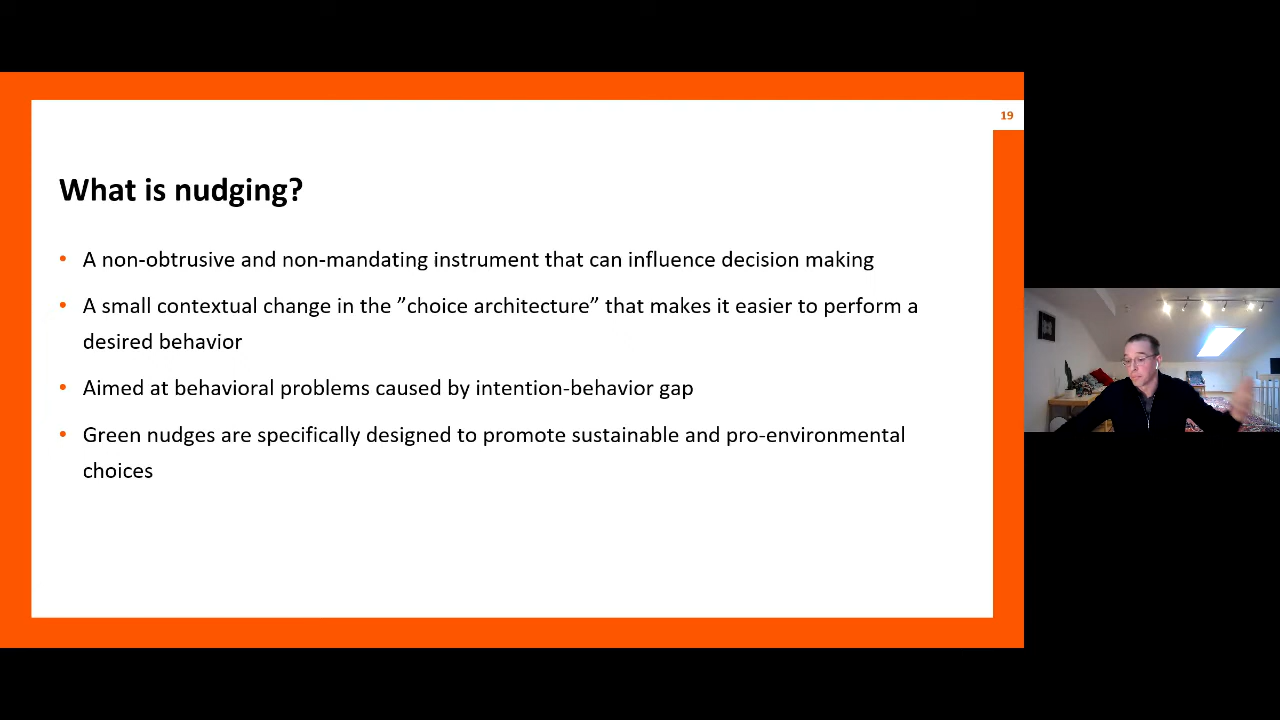 19
What is nudging?
• A non-obtrusive and non-mandating instrument that can influence decision making
• A small contextual change in the ”choice architecture” that makes it easier to perform a
desired behavior
• Aimed at behavioral problems caused by intention-behavior gap
• Green nudges are specifically designed to promote sustainable and pro-environmental
choices